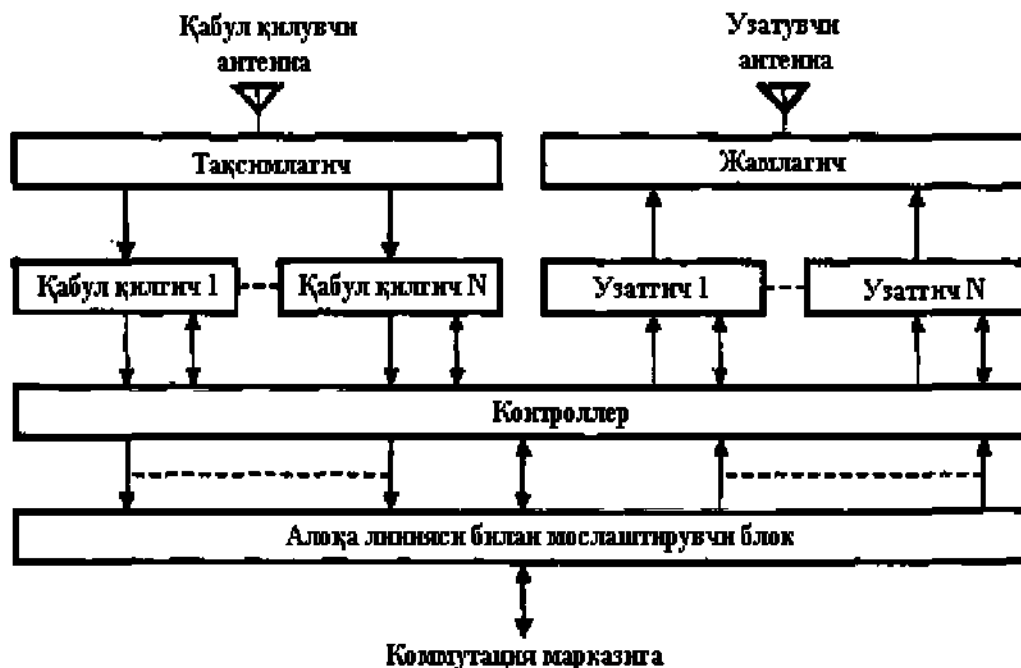 Қабул қилувчи
антенна
Узатувчи
антенна
Тақсимлагич
Жамлагич
Қабул қилгич 1
Қабул қилгич N
Узатгич 1
Узатгич N
Контроллер
Алоқа линияси билан мослаштирувчи блок
Коммутация марказига